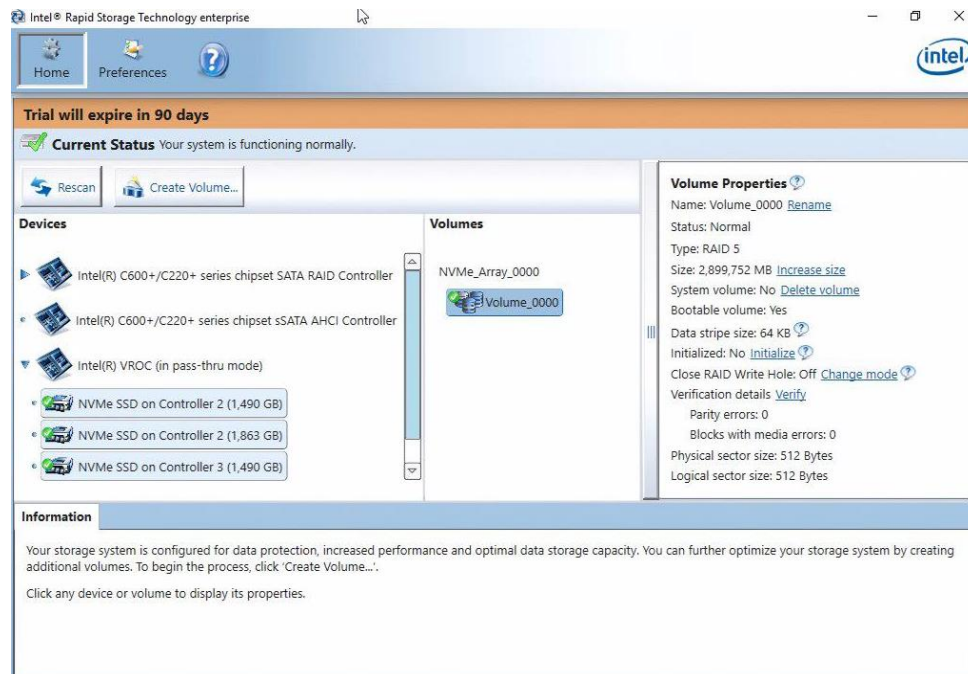 Intel® Rapid Storage Technology enterprise
Home
Preferences
intel
Trial will expire in 90 days
Current Status Your system is functioning normally.
Rescan
Create Volume...
Devices
Intel(R) C600+/C220+ series chipset SATA RAID Controller
Intel(R) C600+/C220+ series chipset sSATA AHCI Controller
Intel(R) VROC (in pass-thru mode)
NVMe SSD on Controller 2 (1,490 GB)
NVMe SSD on Controller 2 (1,863 GB)
NVMe SSD on Controller 3 (1,490 GB)
Volumes
NVMe_Array_0000
Volume_0000
Volume Properties ?
Name: Volume_0000 Rename
Status: Normal
Type: RAID 5
Size: 2,899,752 MB Increase size
System volume: No Delete volume
Bootable volume: Yes
Data stripe size: 64 KB ?
Initialized: No Initialize ?
Close RAID Write Hole: Off Change mode ?
Verification details Verify
Parity errors: 0
Blocks with media errors: 0
Physical sector size: 512 Bytes
Logical sector size: 512 Bytes
Information
Your storage system is configured for data protection, increased performance and optimal data storage capacity. You can further optimize your storage system by creating
additional volumes. To begin the process, click 'Create Volume...'.
Click any device or volume to display its properties.